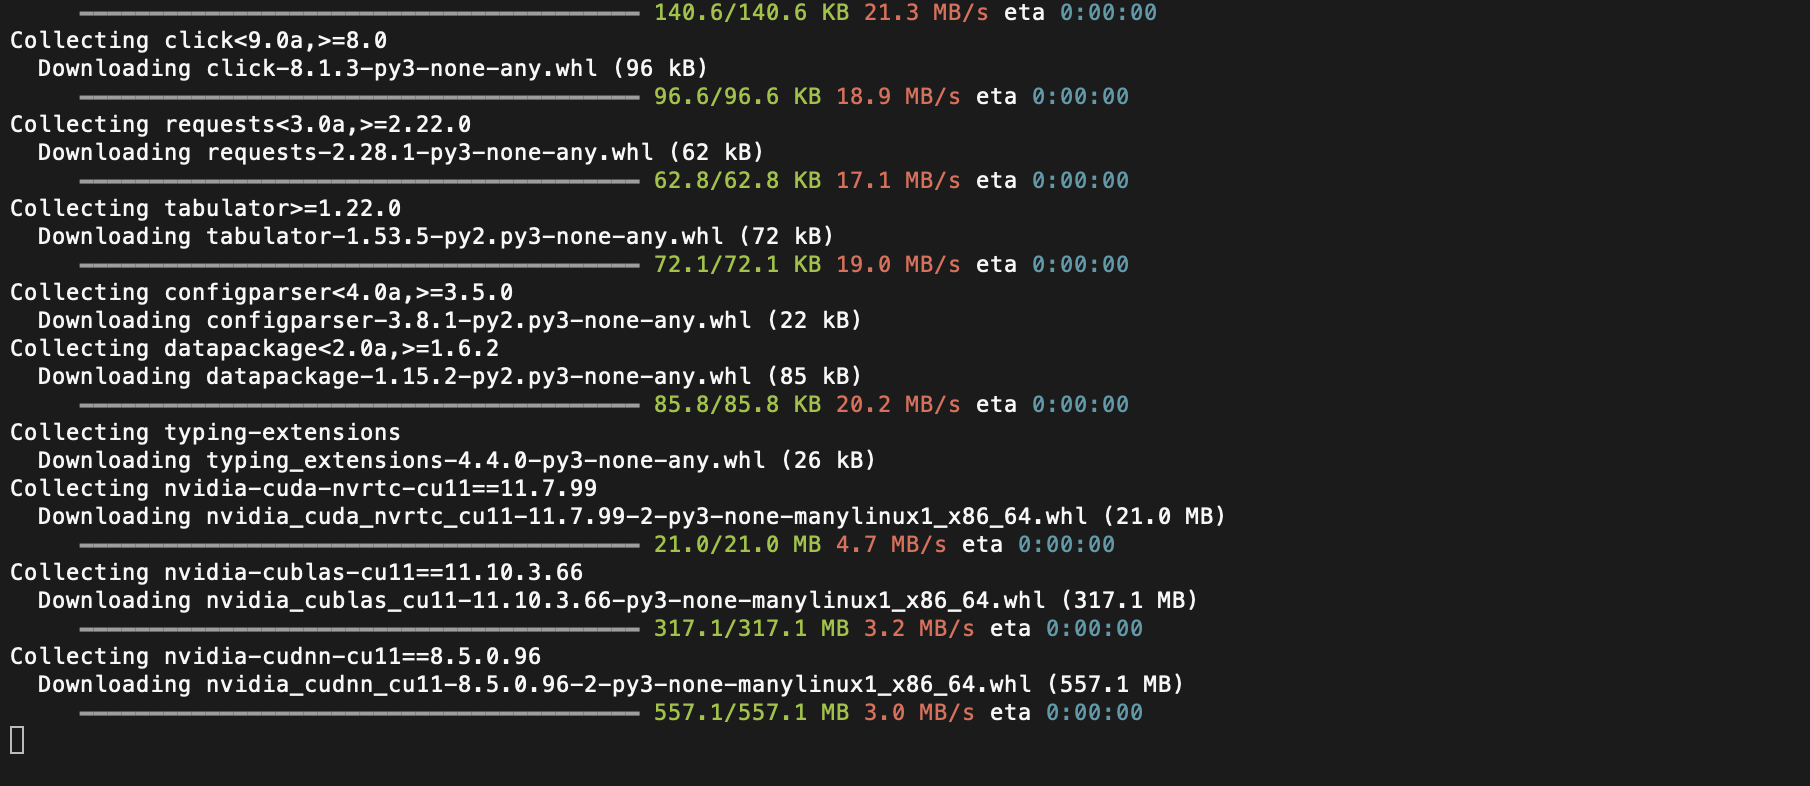 140.6/140.6 KB 21.3 MB/s eta 0:00:00
Collecting click<9.0a,>=8.0
Downloading click-8.1.3-py3-none-any.whl (96 kB)
96.6/96.6 KB 18.9 MB/s eta 0:00:00
Collecting requests<3.0a,>=2.22.0
Downloading requests-2.28.1-py3-none-any.whl (62 kB)
62.8/62.8 KB 17.1 MB/s eta 0:00:00
Collecting tabulator>=1.22.0
Downloading tabulator-1.53.5-py2.py3-none-any.whl (72 kB)
72.1/72.1 KB 19.0 MB/s eta 0:00:00
Collecting configparser<4.0a,>=3.5.0
Downloading configparser-3.8.1-py2.py3-none-any.whl (22 kB)
Collecting datapackage<2.0a,>=1.6.2
Downloading datapackage-1.15.2-py2.py3-none-any.whl (85 kB)
85.8/85.8 KB 20.2 MB/s eta 0:00:00
Collecting typing-extensions
Downloading typing_extensions-4.4.0-py3-none-any.whl (26 kB)
Collecting nvidia-cuda-nvrtc-cu11==11.7.99
Downloading nvidia_cuda_nvrtc_cu11-11.7.99-2-py3-none-manylinux1_x86_64.whl (21.0 MB)
21.0/21.0 MB 4.7 MB/s eta 0:00:00
Collecting nvidia-cublas-cu11==11.10.3.66
Downloading nvidia_cublas_cu11-11.10.3.66-py3-none-manylinux1_x86_64.whl (317.1 MB)
317.1/317.1 MB 3.2 MB/s eta 0:00:00
Collecting nvidia-cudnn-cu11==8.5.0.96
Downloading nvidia_cudnn_cu11-8.5.0.96-2-py3-none-manylinux1_x86_64.whl (557.1 MB)
557.1/557.1 MB 3.0 MB/s eta 0:00:00